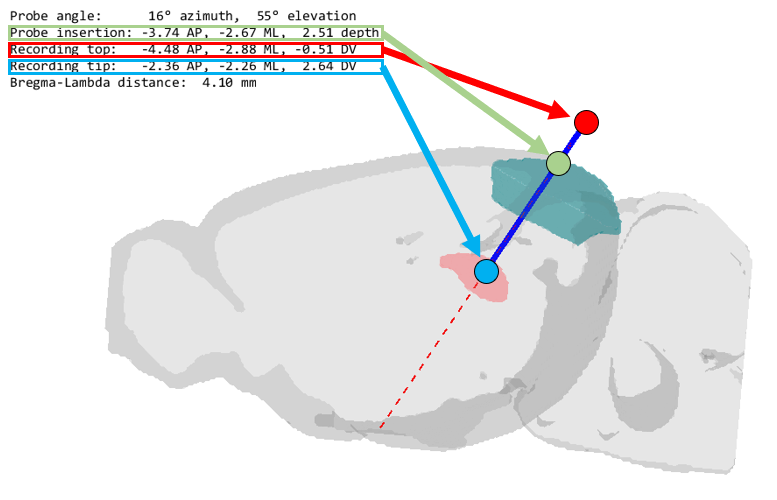 Probe angle: 16° azimuth, 55° elevation
Probe insertion: -3.74 AP, -2.67 ML, 2.51 depth
Recording top: -4.48 AP, -2.88 ML, -0.51 DV
Recording tip: -2.36 AP, -2.26 ML, 2.64 DV
Bregma-Lambda distance: 4.10 mm